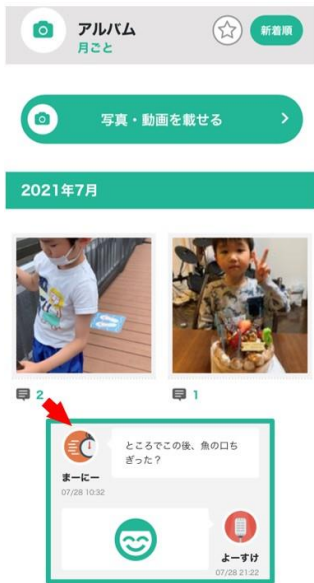 アルバム
月ごと
新着順
写真・動画を載せる
2021年7月
2
1
ところでこの後、魚の口ち
ぎった？
まーにー
07/28 10:32
よーすけ
07/28 21:22